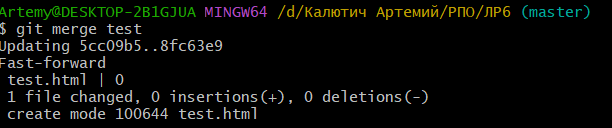 Artemy@DESKTOP-2B1GJUA MINGW64 /d/Калютич Артемий/РПО/ЛР6 (master)
$ git merge test
Updating 5cc09b5..8fc63e9
Fast-forward
 test.html | 0
 1 file changed, 0 insertions(+), 0 deletions(-)
 create mode 100644 test.html